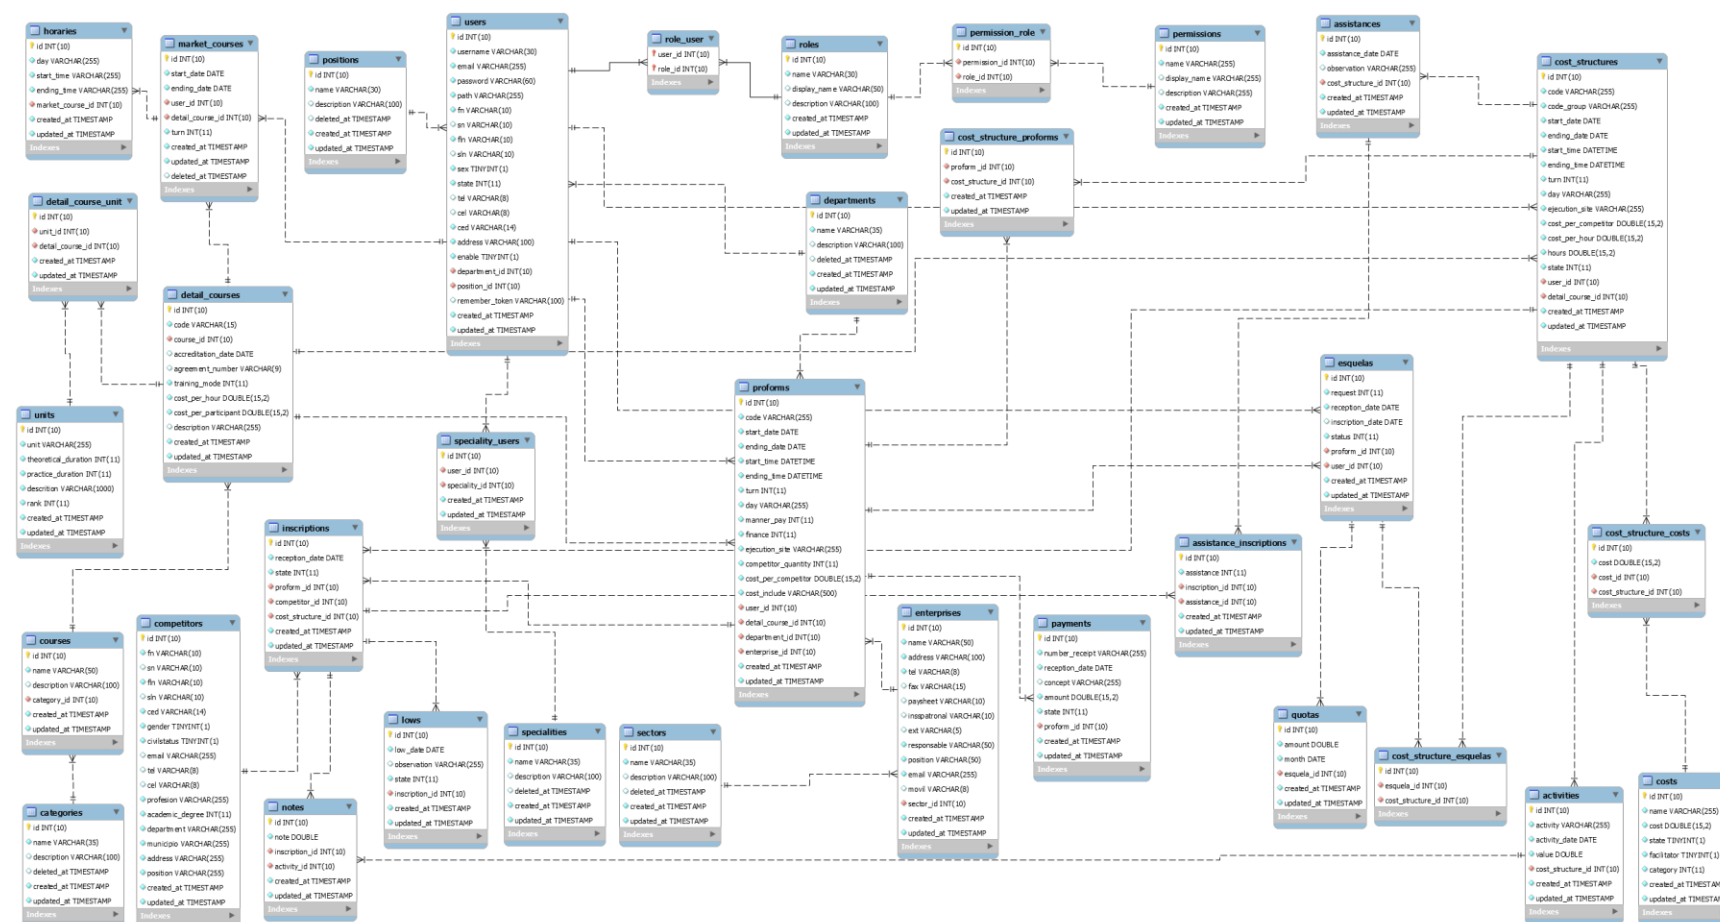 horaries
id INT(10)
day VARCHAR(255)
start_time VARCHAR(255)
ending_time VARCHAR(255)
market_course_id INT(10)
created_at TIMESTAMP
updated_at TIMESTAMP
Indexes
market_courses
id INT(10)
start_date DATE
ending_date DATE
user_id INT(10)
detail_course_id INT(10)
turn INT(11)
created_at TIMESTAMP
updated_at TIMESTAMP
deleted_at TIMESTAMP
Indexes
positions
id INT(10)
name VARCHAR(30)
description VARCHAR(100)
deleted_at TIMESTAMP
created_at TIMESTAMP
updated_at TIMESTAMP
Indexes
users
id INT(10)
username VARCHAR(30)
email VARCHAR(255)
password VARCHAR(60)
path VARCHAR(255)
fn VARCHAR(10)
sn VARCHAR(10)
fln VARCHAR(10)
sln VARCHAR(10)
sex TINYINT(1)
state INT(11)
tel VARCHAR(8)
cel VARCHAR(8)
ced VARCHAR(14)
address VARCHAR(100)
enable TINYINT(1)
department_id INT(10)
position_id INT(10)
remember_token VARCHAR(100)
created_at TIMESTAMP
updated_at TIMESTAMP
Indexes
role_user
user_id INT(10)
role_id INT(10)
Indexes
roles
id INT(10)
name VARCHAR(30)
display_name VARCHAR(50)
description VARCHAR(100)
created_at TIMESTAMP
updated_at TIMESTAMP
Indexes
permission_role
id INT(10)
permission_id INT(10)
role_id INT(10)
Indexes
permissions
id INT(10)
name VARCHAR(255)
display_name VARCHAR(255)
description VARCHAR(255)
created_at TIMESTAMP
updated_at TIMESTAMP
Indexes
assistances
id INT(10)
assistance_date DATE
observation VARCHAR(255)
cost_structure_id INT(10)
created_at TIMESTAMP
updated_at TIMESTAMP
Indexes
cost_structures
id INT(10)
code VARCHAR(255)
code_group VARCHAR(255)
start_date DATE
ending_date DATE
start_time DATETIME
ending_time DATETIME
turn INT(11)
day VARCHAR(255)
ejecution_site VARCHAR(255)
cost_per_competitor DOUBLE(15,2)
cost_per_hour DOUBLE(15,2)
hours DOUBLE(15,2)
state INT(11)
user_id INT(10)
detail_course_id INT(10)
created_at TIMESTAMP
updated_at TIMESTAMP
Indexes
cost_structure_proforms
id INT(10)
proform_id INT(10)
cost_structure_id INT(10)
created_at TIMESTAMP
updated_at TIMESTAMP
Indexes
detail_course_unit
id INT(10)
unit_id INT(10)
detail_course_id INT(10)
created_at TIMESTAMP
updated_at TIMESTAMP
Indexes
departments
id INT(10)
name VARCHAR(35)
description VARCHAR(100)
deleted_at TIMESTAMP
created_at TIMESTAMP
updated_at TIMESTAMP
Indexes
detail_courses
id INT(10)
code VARCHAR(15)
course_id INT(10)
accreditation_date DATE
agreement_number VARCHAR(9)
training_mode INT(11)
cost_per_hour DOUBLE(15,2)
cost_per_participant DOUBLE(15,2)
description VARCHAR(255)
created_at TIMESTAMP
updated_at TIMESTAMP
Indexes
units
id INT(10)
unit VARCHAR(255)
theoretical_duration INT(11)
practice_duration INT(11)
descrition VARCHAR(1000)
rank INT(11)
created_at TIMESTAMP
updated_at TIMESTAMP
Indexes
proforms
id INT(10)
code VARCHAR(255)
start_date DATE
ending_date DATE
start_time DATETIME
ending_time DATETIME
turn INT(11)
day VARCHAR(255)
manner_pay INT(11)
finance INT(11)
ejecution_site VARCHAR(255)
competitor_quantity INT(11)
cost_per_competitor DOUBLE(15,2)
cost_include VARCHAR(500)
user_id INT(10)
detail_course_id INT(10)
department_id INT(10)
enterprise_id INT(10)
created_at TIMESTAMP
updated_at TIMESTAMP
Indexes
esquelas
id INT(10)
request INT(11)
reception_date DATE
inscription_date DATE
status INT(11)
proform_id INT(10)
user_id INT(10)
created_at TIMESTAMP
updated_at TIMESTAMP
Indexes
speciality_users
id INT(10)
user_id INT(10)
speciality_id INT(10)
created_at TIMESTAMP
updated_at TIMESTAMP
Indexes
inscriptions
id INT(10)
reception_date DATE
state INT(11)
proform_id INT(10)
competitor_id INT(10)
cost_structure_id INT(10)
created_at TIMESTAMP
updated_at TIMESTAMP
Indexes
assistance_inscriptions
id INT(10)
assistance INT(11)
inscription_id INT(10)
assistance_id INT(10)
created_at TIMESTAMP
updated_at TIMESTAMP
Indexes
cost_structure_costs
id INT(10)
cost DOUBLE(15,2)
cost_id INT(10)
cost_structure_id INT(10)
Indexes
courses
id INT(10)
name VARCHAR(50)
description VARCHAR(100)
category_id INT(10)
created_at TIMESTAMP
updated_at TIMESTAMP
Indexes
competitors
id INT(10)
fn VARCHAR(10)
sn VARCHAR(10)
fln VARCHAR(10)
sln VARCHAR(10)
ced VARCHAR(14)
gender TINYINT(1)
civilstatus TINYINT(1)
email VARCHAR(255)
tel VARCHAR(8)
cel VARCHAR(8)
profesion VARCHAR(255)
academic_degree INT(11)
department VARCHAR(255)
municipio VARCHAR(255)
address VARCHAR(255)
position VARCHAR(255)
created_at TIMESTAMP
updated_at TIMESTAMP
Indexes
enterprises
id INT(10)
name VARCHAR(50)
address VARCHAR(100)
tel VARCHAR(8)
fax VARCHAR(15)
paysheet VARCHAR(10)
insspatronal VARCHAR(10)
ext VARCHAR(5)
responsable VARCHAR(50)
position VARCHAR(50)
email VARCHAR(255)
movil VARCHAR(8)
sector_id INT(10)
created_at TIMESTAMP
updated_at TIMESTAMP
Indexes
payments
id INT(10)
number_receipt VARCHAR(255)
reception_date DATE
concept VARCHAR(255)
amount DOUBLE(15,2)
state INT(11)
proform_id INT(10)
created_at TIMESTAMP
updated_at TIMESTAMP
Indexes
lows
id INT(10)
low_date DATE
observation VARCHAR(255)
state INT(11)
inscription_id INT(10)
created_at TIMESTAMP
updated_at TIMESTAMP
Indexes
specialities
id INT(10)
name VARCHAR(35)
description VARCHAR(100)
deleted_at TIMESTAMP
created_at TIMESTAMP
updated_at TIMESTAMP
Indexes
sectors
id INT(10)
name VARCHAR(35)
description VARCHAR(100)
deleted_at TIMESTAMP
created_at TIMESTAMP
updated_at TIMESTAMP
Indexes
quotas
id INT(10)
amount DOUBLE
month DATE
esquela_id INT(10)
created_at TIMESTAMP
updated_at TIMESTAMP
Indexes
cost_structure_esquelas
id INT(10)
esquela_id INT(10)
cost_structure_id INT(10)
Indexes
categories
id INT(10)
name VARCHAR(35)
description VARCHAR(100)
deleted_at TIMESTAMP
created_at TIMESTAMP
updated_at TIMESTAMP
Indexes
notes
id INT(10)
note DOUBLE
inscription_id INT(10)
activity_id INT(10)
created_at TIMESTAMP
updated_at TIMESTAMP
Indexes
activities
id INT(10)
activity VARCHAR(255)
activity_date DATE
value DOUBLE
cost_structure_id INT(10)
created_at TIMESTAMP
updated_at TIMESTAMP
Indexes
costs
id INT(10)
name VARCHAR(255)
cost DOUBLE(15,2)
state TINYINT(1)
facilitator TINYINT(1)
category INT(11)
created_at TIMESTAM
updated_at TIMESTAM
Indexes